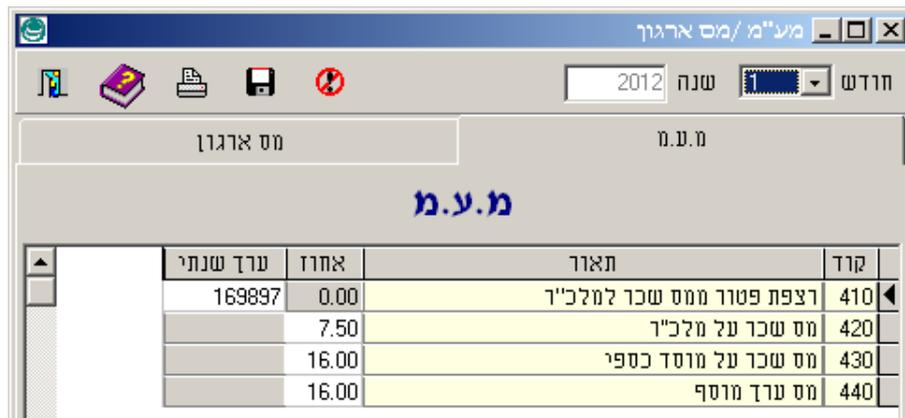 מע"מ /מס ארגון
חודש 1 שנה 2012
מ.ע.מ מס ארגון
מ.ע.מ
קוד תאור אחוז ערך שנתי
410 רצפת פטור ממס שכר למלכ"ר 0.00 169897
420 מס שכר על מלכ"ר 7.50
430 מס שכר על מוסד כספי 16.00
440 מס ערך מוסף 16.00